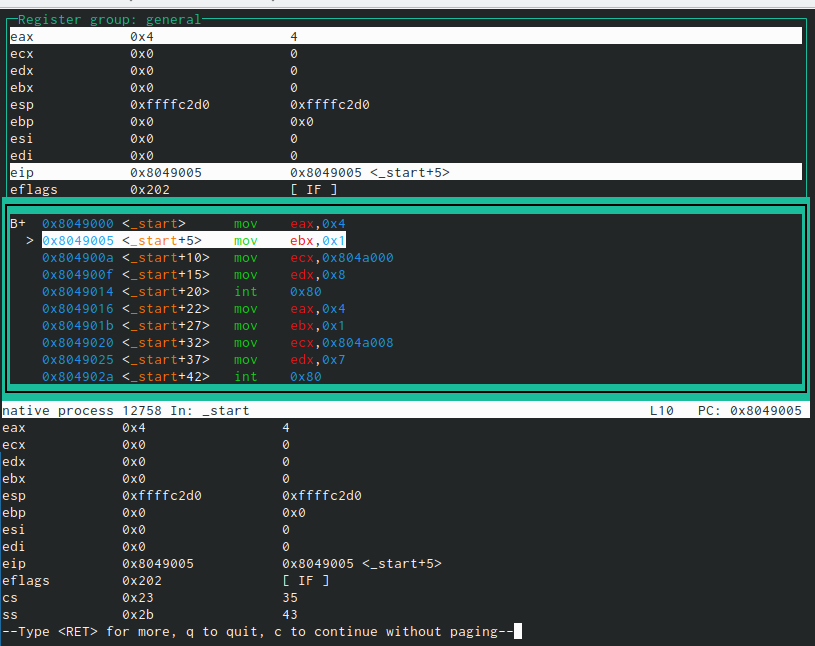 Register group: general
eax 0x4 4
ecx 0x0 0
edx 0x0 0
ebx 0x0 0
esp 0xffffc2d0 0xffffc2d0
ebp 0x0 0x0
esi 0x0 0
edi 0x0 0
eip 0x8049005 0x8049005 <_start+5>
eflags 0x202 [ IF ]
B+ 0x8049000 <_start> mov eax,0x4
> 0x8049005 <_start+5> mov ebx,0x1
0x804900a <_start+10> mov ecx,0x804a000
0x804900f <_start+15> mov edx,0x8
0x8049014 <_start+20> int 0x80
0x8049016 <_start+22> mov eax,0x4
0x804901b <_start+27> mov ebx,0x1
0x8049020 <_start+32> mov ecx,0x804a008
0x8049025 <_start+37> mov edx,0x7
0x804902a <_start+42> int 0x80
native process 12758 In: _start L10 PC: 0x8049005
eax 0x4 4
ecx 0x0 0
edx 0x0 0
ebx 0x0 0
esp 0xffffc2d0 0xffffc2d0
ebp 0x0 0x0
esi 0x0 0
edi 0x0 0
eip 0x8049005 0x8049005 <_start+5>
eflags 0x202 [ IF ]
cs 0x23 35
ss 0x2b 43
--Type <RET> for more, q to quit, c to continue without paging--